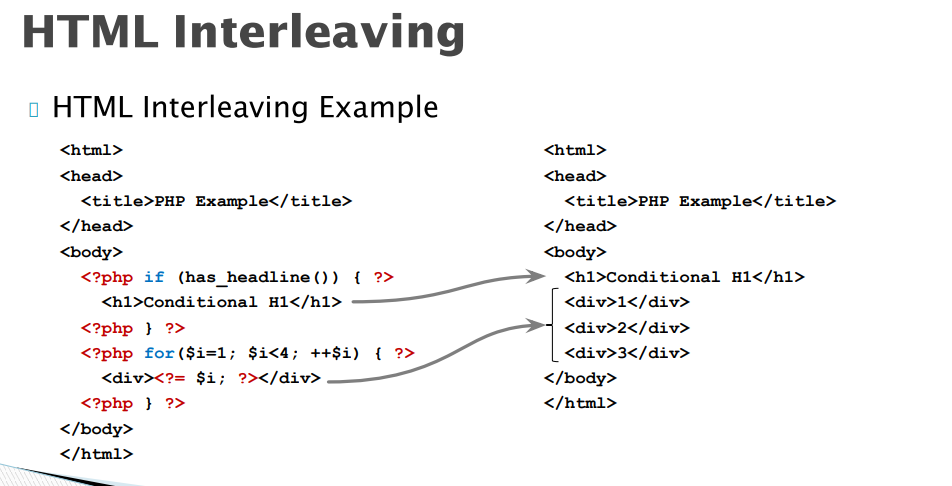 HTML Interleaving
HTML Interleaving Example
<html>
<head>
<title>PHP Example</title>
</head>
<body>
<?php if (has_headline()) { ?>
<h1>Conditional H1</h1>
<?php } ?>
<?php for($i=1; $i<4; ++$i) { ?>
<div><?= $i; ?></div>
<?php } ?>
</body>
</html>
<html>
<head>
<title>PHP Example</title>
</head>
<body>
<h1>Conditional H1</h1>
<div>1</div>
<div>2</div>
<div>3</div>
</body>
</html>